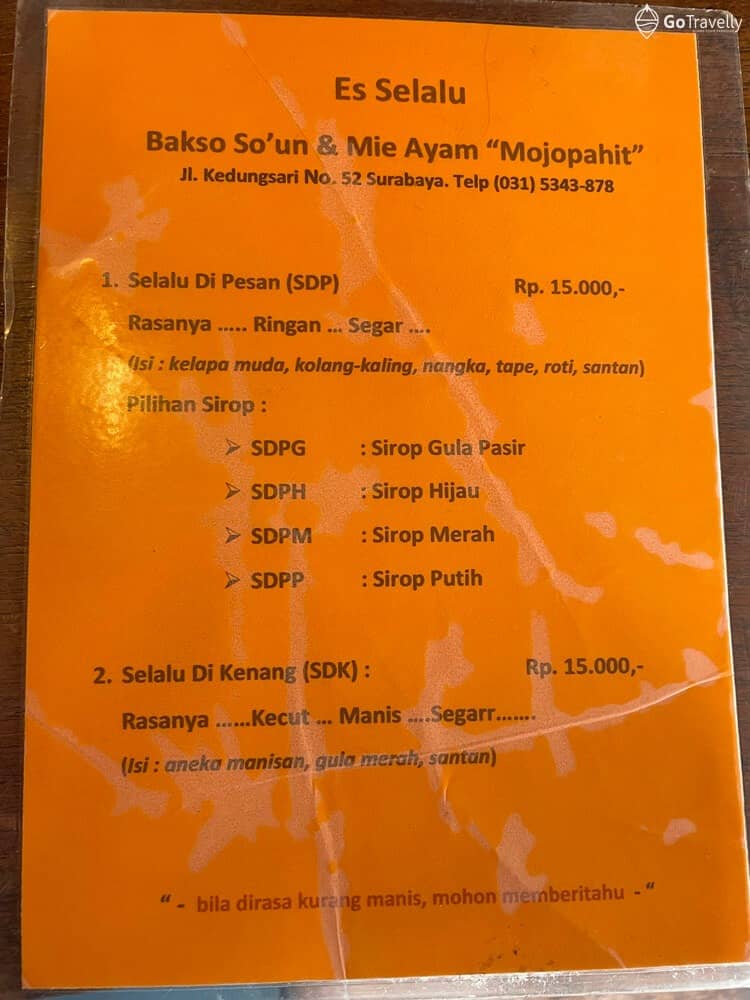 GoTravelly
Es Selalu
Bakso So'un & Mie Ayam "Mojopahit"
Jl. Kedungsari No. 52 Surabaya. Telp (031) 5343-878
1. Selalu Di Pesan (SDP) Rp. 15.000,-
Rasanya ..... Ringan ... Segar ....
(Isi : kelapa muda, kolang-kaling, nangka, tape, roti, santan)
Pilihan Sirop :
➢ SDPG : Sirop Gula Pasir
➢ SDPH : Sirop Hijau
➢ SDPM : Sirop Merah
➢ SDPP : Sirop Putih
2. Selalu Di Kenang (SDK) : Rp. 15.000,-
Rasanya ......Kecut ... Manis ....Segarr.......
(Isi : aneka manisan, gula merah, santan)
" - bila dirasa kurang manis, mohon memberitahu - "